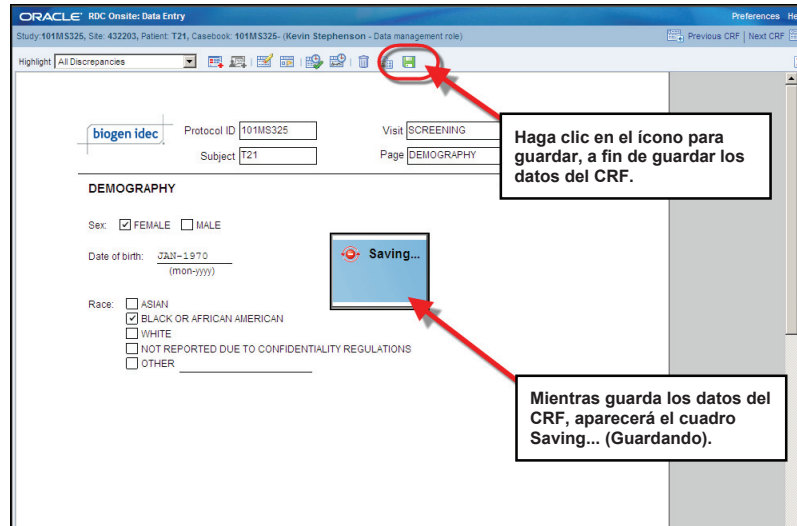 ORACLE RDC Onsite: Data Entry
Preferences
Study:101MS325, Site: 432203, Patient: T21, Casebook: 101MS325- (Kevin Stephenson - Data management role)
Previous CRF | Next CRF
Highlight All Discrepancies
biogen idec
Protocol ID 101MS325
Visit SCREENING
Subject T21
Page DEMOGRAPHY
Haga clic en el ícono para
guardar, a fin de guardar los
datos del CRF.
DEMOGRAPHY
Sex: FEMALE MALE
Date of birth: JAN-1970
(mon-yyyy)
Saving...
Race: ASIAN
BLACK OR AFRICAN AMERICAN
WHITE
NOT REPORTED DUE TO CONFIDENTIALITY REGULATIONS
OTHER
Mientras guarda los datos del
CRF, aparecerá el cuadro
Saving... (Guardando).